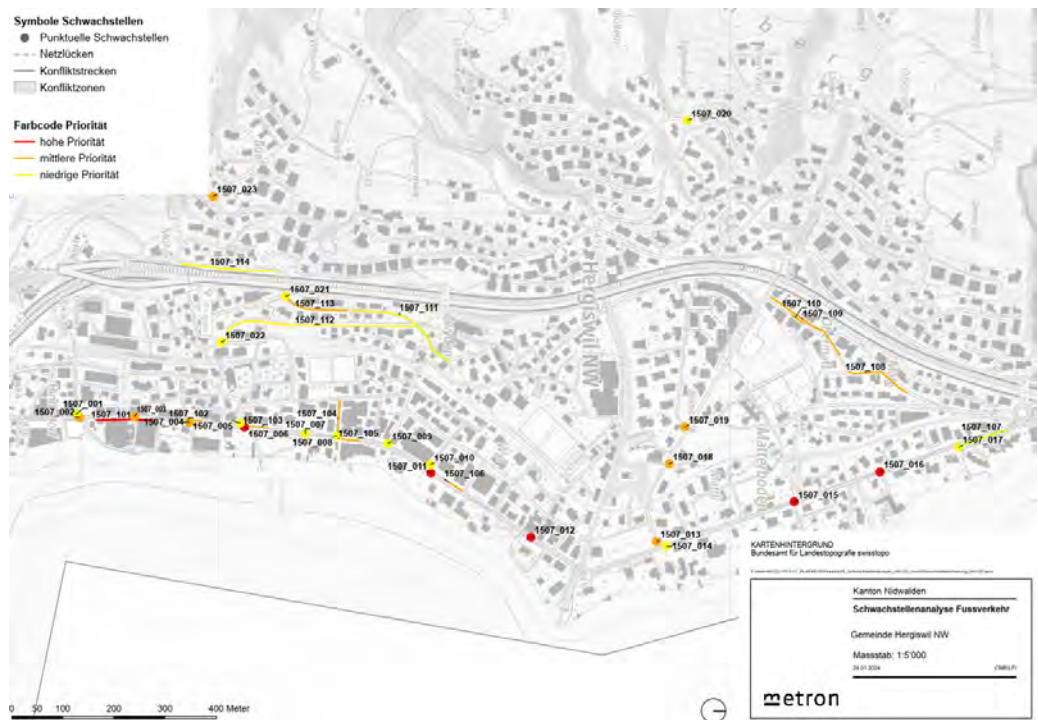 Symbole Schwachstellen
Punktuelle Schwachstellen
Netzlücken
Konfliktstrecken
Konfliktzonen
Farbcode Priorität
hohe Priorität
mittlere Priorität
niedrige Priorität
1507_020
1507_023
1507_114
1507_021
1507_113
1507_111
1507_112
1507_022
Hergiswil NW
1507_110
1507_109
1507_108
1507_001
1507_002
1507_101
1507_003
1507_004
1507_102
1507_005
1507_103
1507_006
1507_007
1507_008
1507_104
1507_105
1507_009
1507_010
1507_011
1507_106
1507_012
1507_019
1507_018
1507_013
1507_014
1507_015
1507_016
1507_107
1507_017
Matterboden
KARTENHINTERGRUND
Bundesamt für Landestopografie swisstopo
Kanton Nidwalden
Schwachstellenanalyse Fussverkehr
Gemeinde Hergiswil NW
Massstab: 1:5'000
24.01.2024
metron
0 50 100 200 300 400 Meter